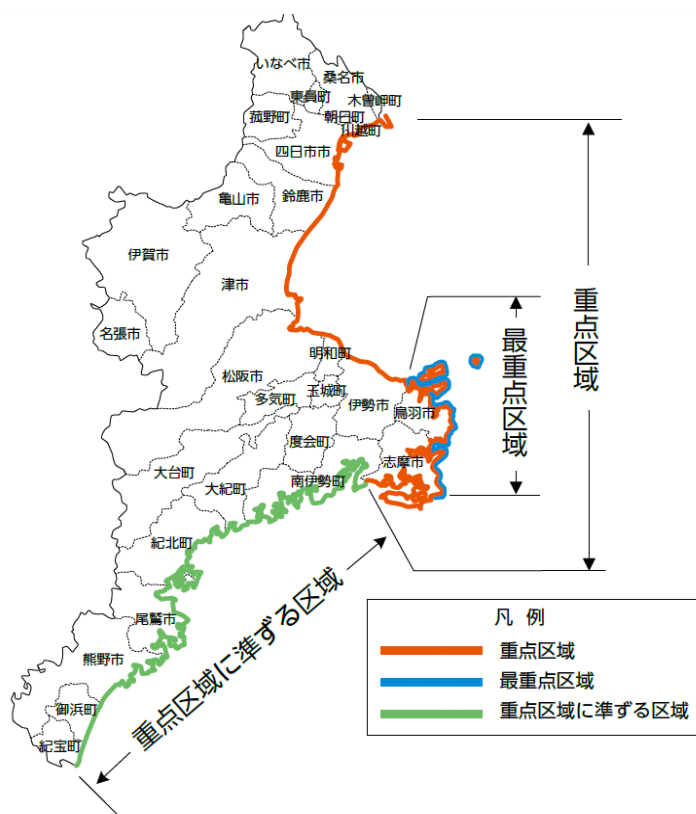 いなべ市
桑名市
東員町
木曽岬町
菰野町
朝日町
川越町
四日市市
亀山市
鈴鹿市
伊賀市
津市
名張市
明和町
松阪市
玉城町
多気町
伊勢市
鳥羽市
度会町
志摩市
大台町
大紀町
南伊勢町
紀北町
尾鷲市
熊野市
御浜町
紀宝町
重点区域
最重点区域
重点区域に準ずる区域
凡 例
重点区域
最重点区域
重点区域に準ずる区域